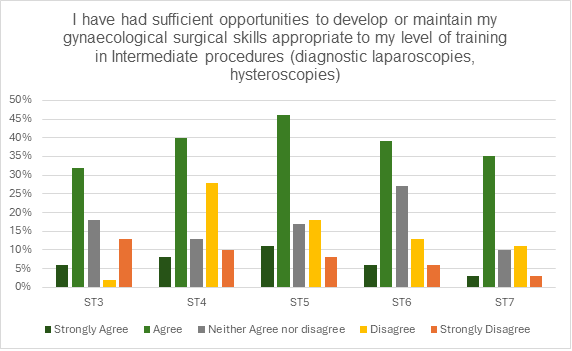 I have had sufficient opportunities to develop or maintain my
gynaecological surgical skills appropriate to my level of training
in Intermediate procedures (diagnostic laparoscopies,
hysteroscopies)
50%
45%
40%
35%
30%
25%
20%
15%
10%
5%
0%
ST3 ST4 ST5 ST6 ST7
Strongly Agree Agree Neither Agree nor disagree Disagree Strongly Disagree